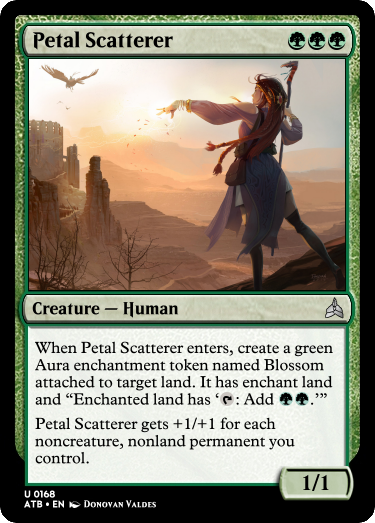 Petal Scatterer
Creature — Human
When Petal Scatterer enters, create a green
Aura enchantment token named Blossom
attached to target land. It has enchant land
and “Enchanted land has ‘: Add .’”
Petal Scatterer gets +1/+1 for each
noncreature, nonland permanent you
control.
1/1
U 0168
ATB • EN Donovan Valdes